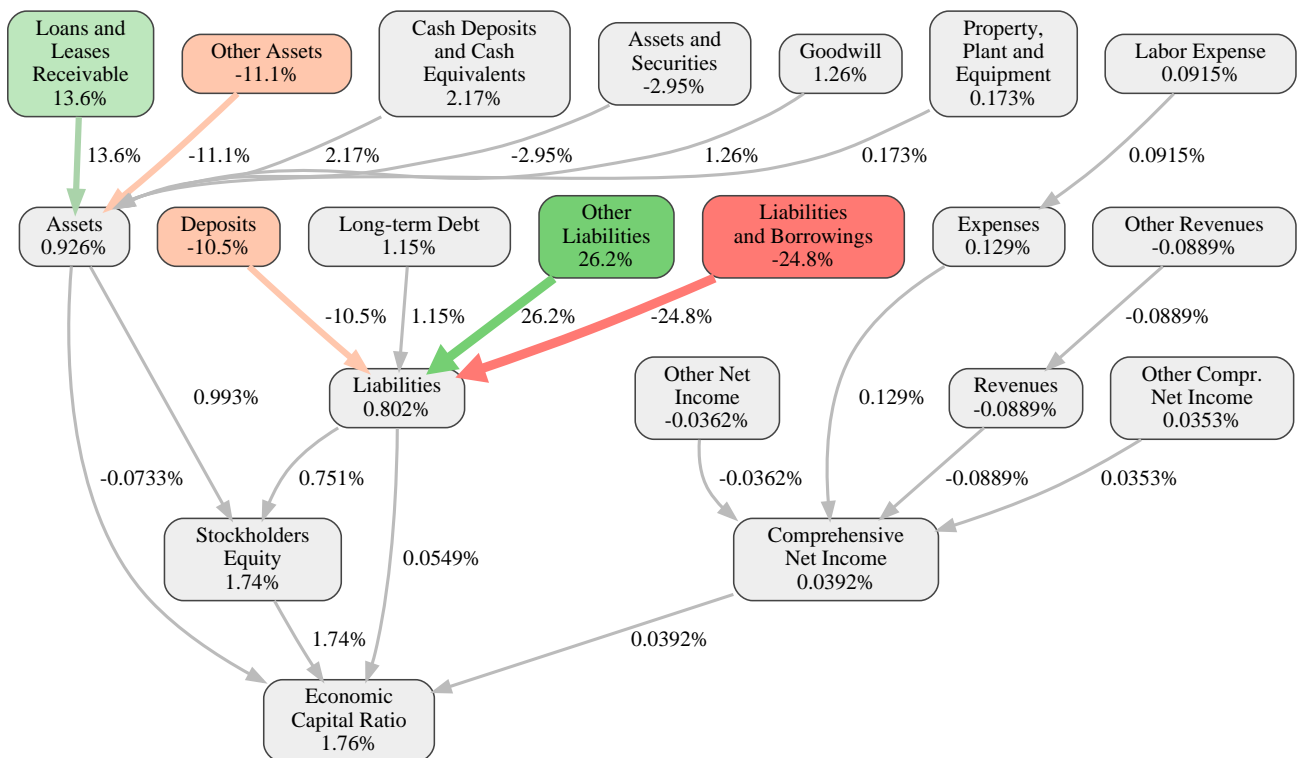 Loans and
Leases
Receivable
13.6%
Other Assets
-11.1%
Cash Deposits
and Cash
Equivalents
2.17%
Assets and
Securities
-2.95%
Goodwill
1.26%
Property,
Plant and
Equipment
0.173%
Labor Expense
0.0915%
13.6%
-11.1%
2.17%
-2.95%
1.26%
0.173%
0.0915%
Assets
0.926%
Deposits
-10.5%
Long-term Debt
1.15%
Other
Liabilities
26.2%
Liabilities
and Borrowings
-24.8%
Expenses
0.129%
Other Revenues
-0.0889%
-10.5%
1.15%
26.2%
-24.8%
-0.0889%
Liabilities
0.802%
Other Net
Income
-0.0362%
Revenues
-0.0889%
Other Compr.
Net Income
0.0353%
0.993%
0.129%
-0.0733%
0.751%
-0.0362%
-0.0889%
0.0353%
Stockholders
Equity
1.74%
0.0549%
Comprehensive
Net Income
0.0392%
1.74%
0.0392%
Economic
Capital Ratio
1.76%